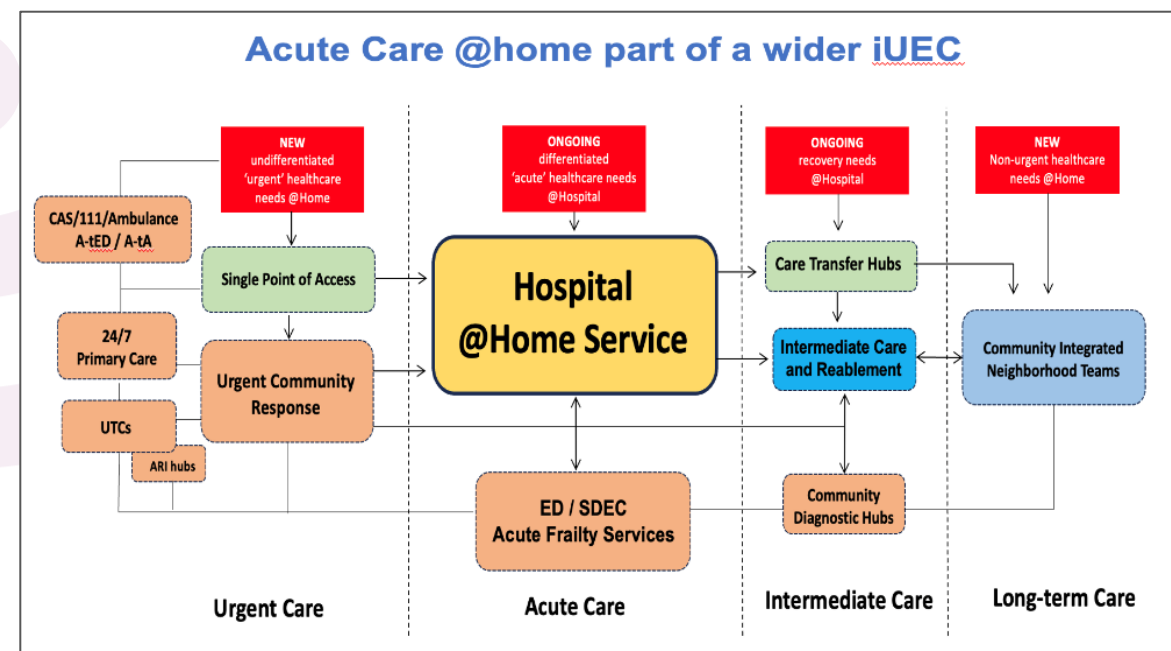 Acute Care @home part of a wider iUEC
NEW
undifferentiated
'urgent' healthcare
needs @Home
ONGOING
differentiated
'acute' healthcare needs
@Hospital
ONGOING
recovery needs
@Hospital
NEW
Non-urgent healthcare
needs @Home
CAS/111/Ambulance
A-tED / A-tA
Single Point of Access
Hospital
@Home Service
Care Transfer Hubs
24/7
Primary Care
Urgent Community
Response
Intermediate Care
and Reablement
Community Integrated
Neighborhood Teams
UTCs
ARI hubs
ED / SDEC
Acute Frailty Services
Community
Diagnostic Hubs
Urgent Care
Acute Care
Intermediate Care
Long-term Care